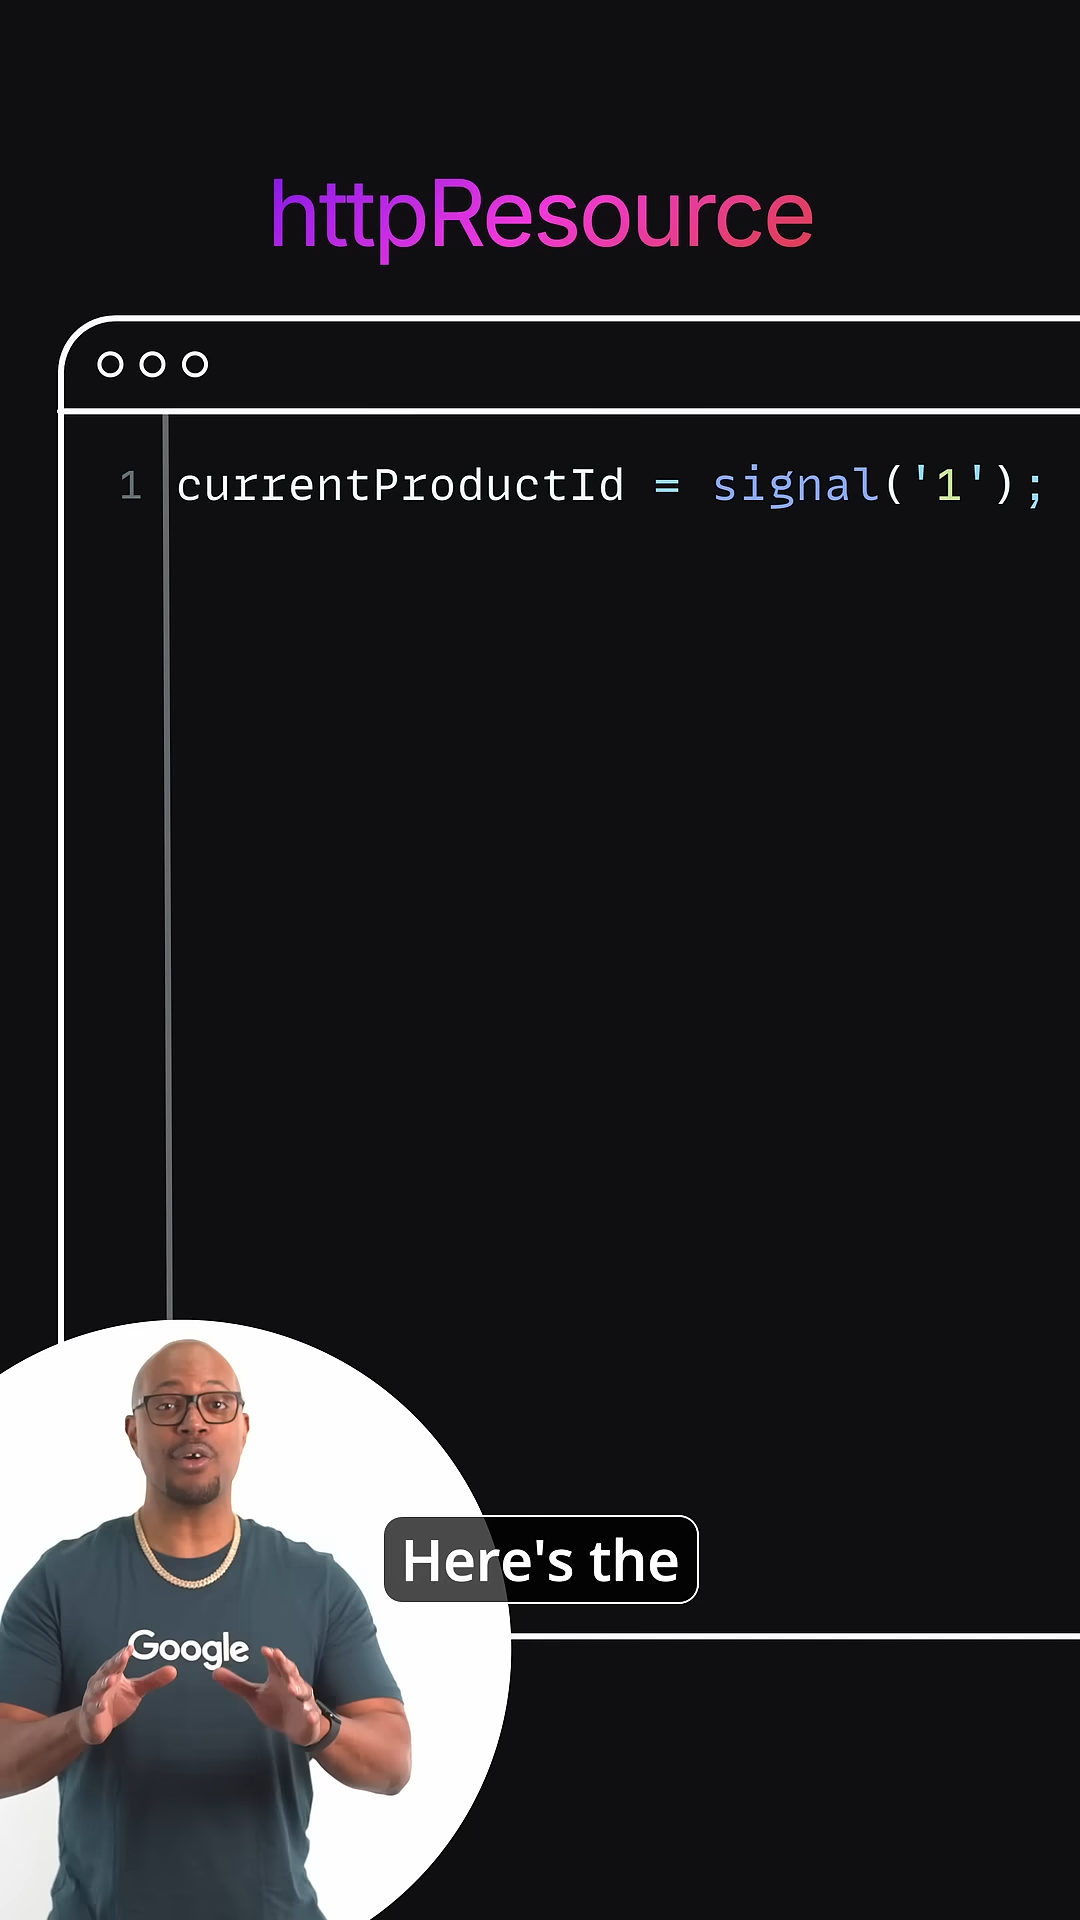 httpResource
1 currentProductId = signal('1');
Here's the
Google